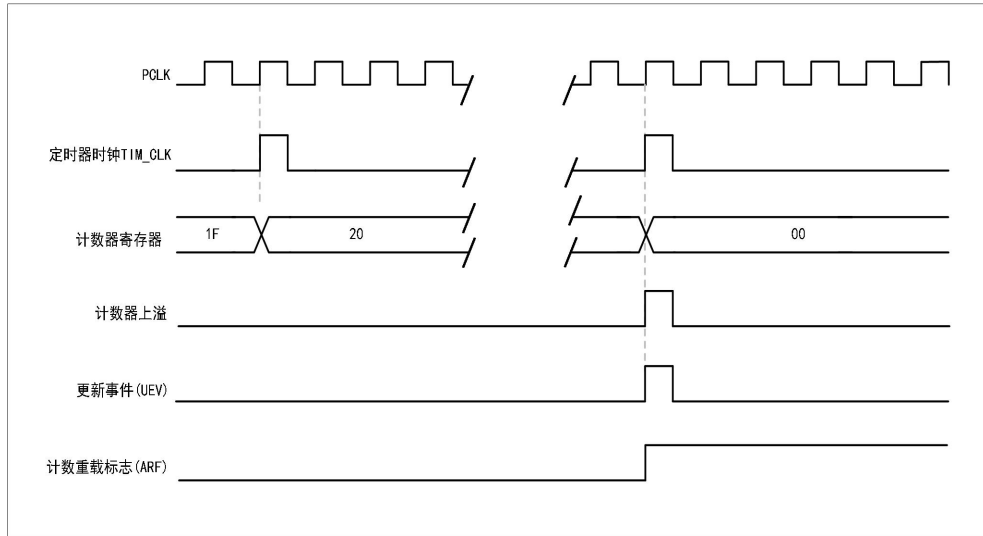 PCLK
定时器时钟TIM_CLK
计数器寄存器 1F 20 00
计数器上溢
更新事件(UEV)
计数重载标志(ARF)